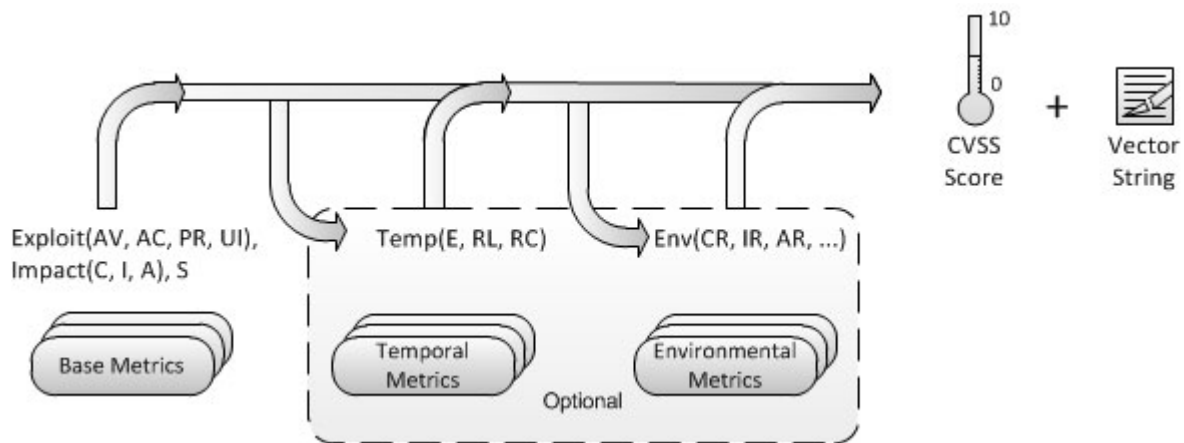 10
0
+
CVSS
Score
Vector
String
Exploit(AV, AC, PR, UI),
Impact(C, I, A), S
Temp(E, RL, RC)
Env(CR, IR, AR, ...)
Base Metrics
Temporal
Metrics
Environmental
Metrics
Optional